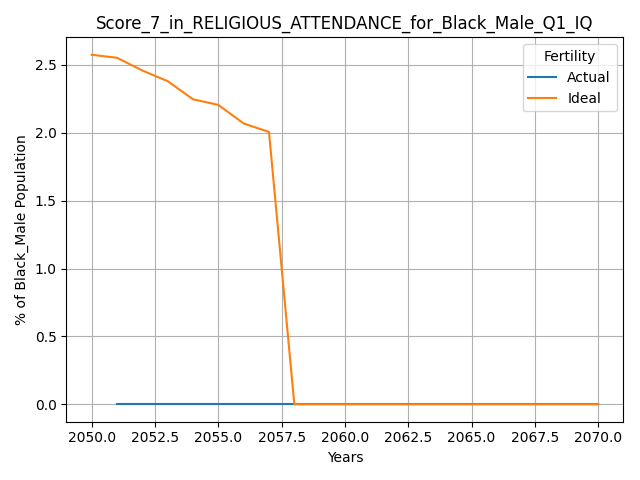 Score_7_in_RELIGIOUS_ATTENDANCE_for_Black_Male_Q1_IQ
Fertility
Actual
Ideal
% of Black_Male Population
2.5
2.0
1.5
1.0
0.5
0.0
2050.0 2052.5 2055.0 2057.5 2060.0 2062.5 2065.0 2067.5 2070.0
Years